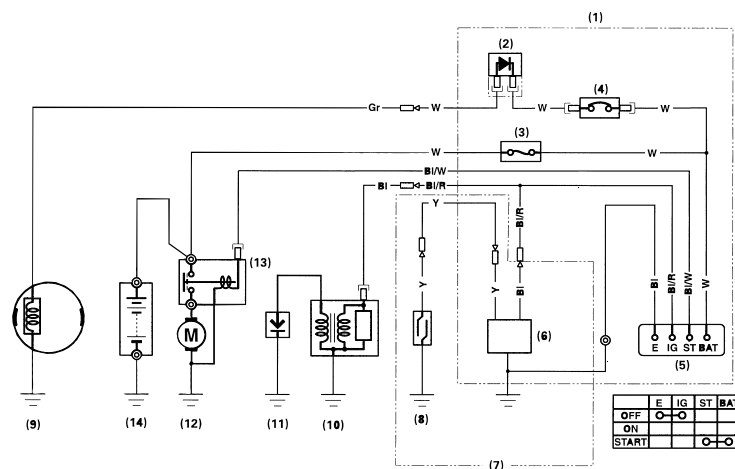 (1)
(2)
(4)
Gr W W W
(3)
W W
Bl/W
Bl Bl/R
Y Bl/R
(13)
Y Y Bl
Bl Bl/R Bl/W W
M
(6)
E IG ST BAT
(5)
(9) (14) (12) (11) (10) (8)
(7)
E IG ST BAT
OFF
ON
START